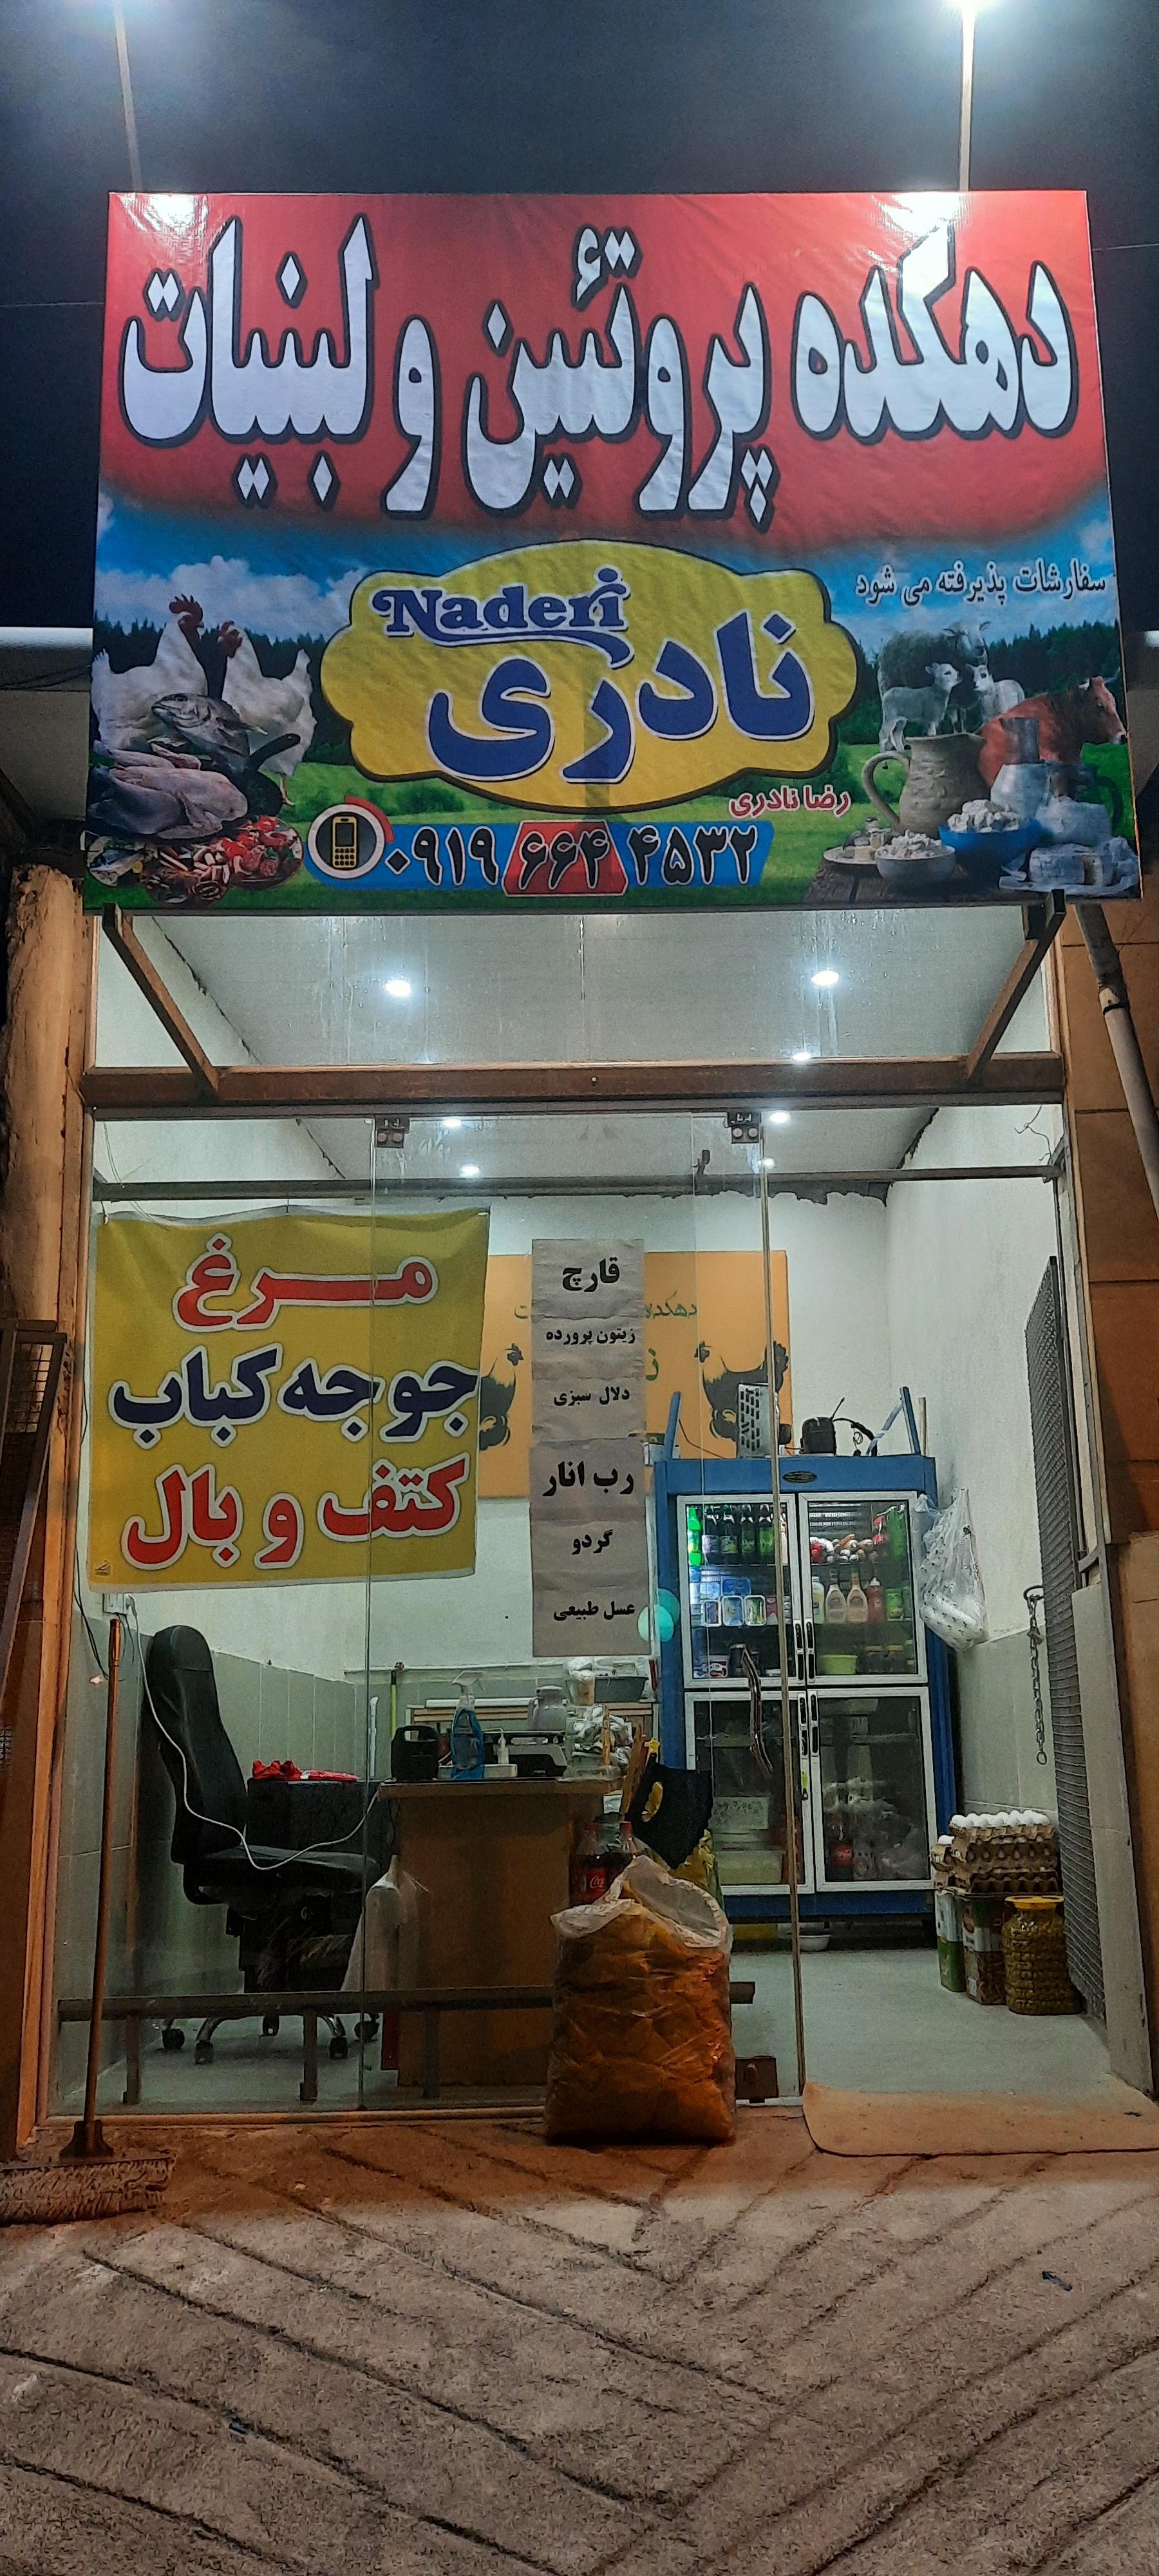 دهکده پروتئین و لبنیات
سفارشات پذیرفته می شود
Naderi
نادری
رضا نادری
۰۹۱۹ ۶۶۴ ۴۵۳۲
مرغ
جوجه کباب
کتف و بال
قارچ
زیتون پرورده
دلال سبزی
رب انار
گردو
عسل طبیعی
دهکده